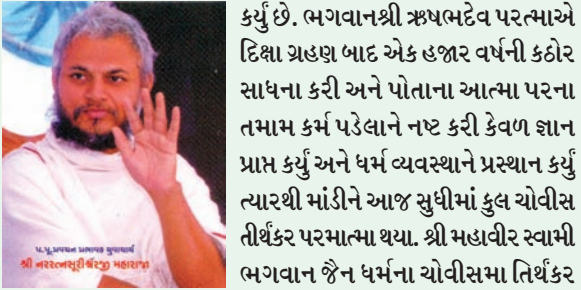 કર્યું છે. ભગવાનશ્રી ઋષભદેવ પરત્માએ
દિક્ષા ગ્રહણ બાદ એક હજાર વર્ષની કઠોર
સાધના કરી અને પોતાના આત્મા પરના
તમામ કર્મ પડેલાને નષ્ટ કરી કેવળ જ્ઞાન
પ્રાપ્ત કર્યું અને ધર્મ વ્યવસ્થાને પ્રસ્થાન કર્યું
ત્યારથી માંડીને આજ સુધીમાં કુલ ચોવીસ
તીર્થંકર પરમાત્મા થયા. શ્રી મહાવીર સ્વામી
ભગવાન જૈન ધર્મના ચોવીસમા તિર્થંકર
પ.પૂ.પ્રવચન પ્રભાવક યુવાચાર્ય
શ્રી નરરત્નસૂરીશ્વરજી મહારાજા